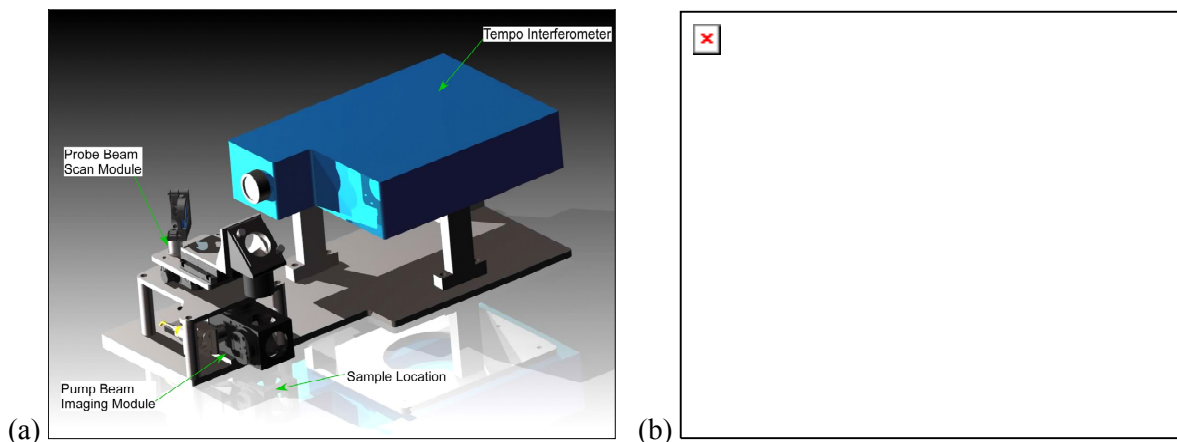 Tempo Interferometer
Probe Beam
Scan Module
Sample Location
Pump Beam
Imaging Module
(a)
(b)